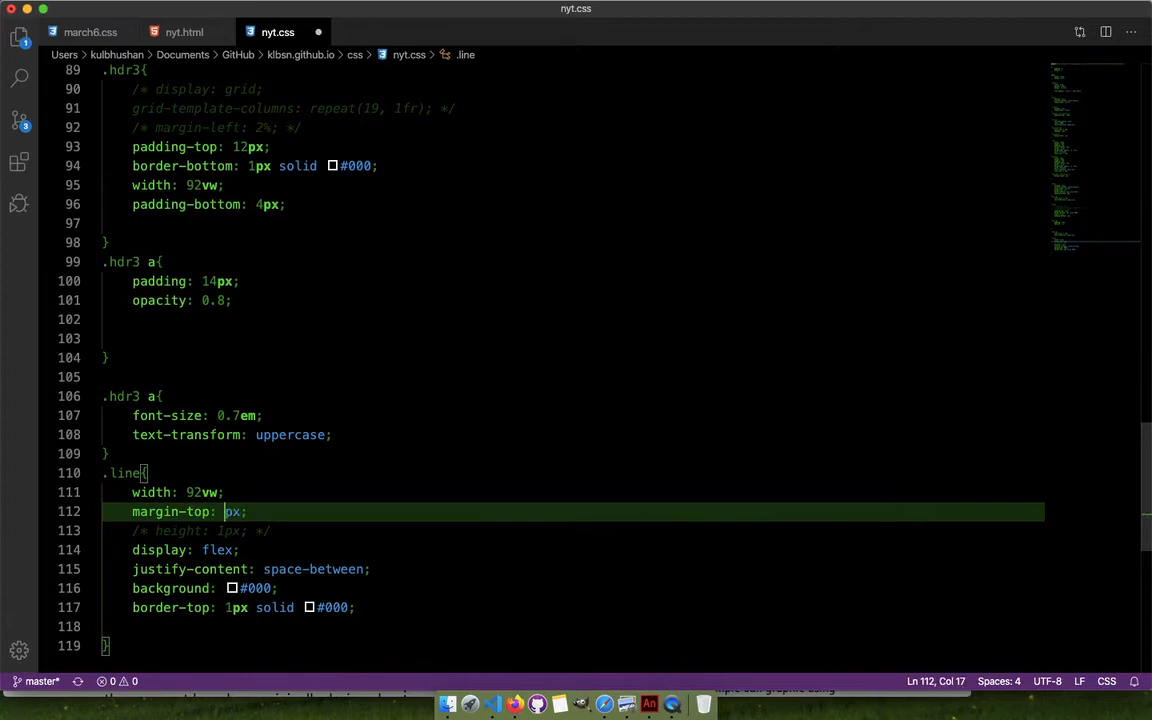 nyt.css
march6.css nyt.html nyt.css
Users > kulbhushan > Documents > GitHub > klbsn.github.io > css > nyt.css > .line
89 .hdr3{
90 /* display: grid;
91 grid-template-columns: repeat(19, 1fr); */
92 /* margin-left: 2%; */
93 padding-top: 12px;
94 border-bottom: 1px solid #000;
95 width: 92vw;
96 padding-bottom: 4px;
97
98 }
99 .hdr3 a{
100 padding: 14px;
101 opacity: 0.8;
102
103
104 }
105
106 .hdr3 a{
107 font-size: 0.7em;
108 text-transform: uppercase;
109 }
110 .line{
111 width: 92vw;
112 margin-top: px;
113 /* height: 1px; */
114 display: flex;
115 justify-content: space-between;
116 background: #000;
117 border-top: 1px solid #000;
118
119 }
1
3
master* 0 0 Ln 112, Col 17 Spaces: 4 UTF-8 LF CSS
An